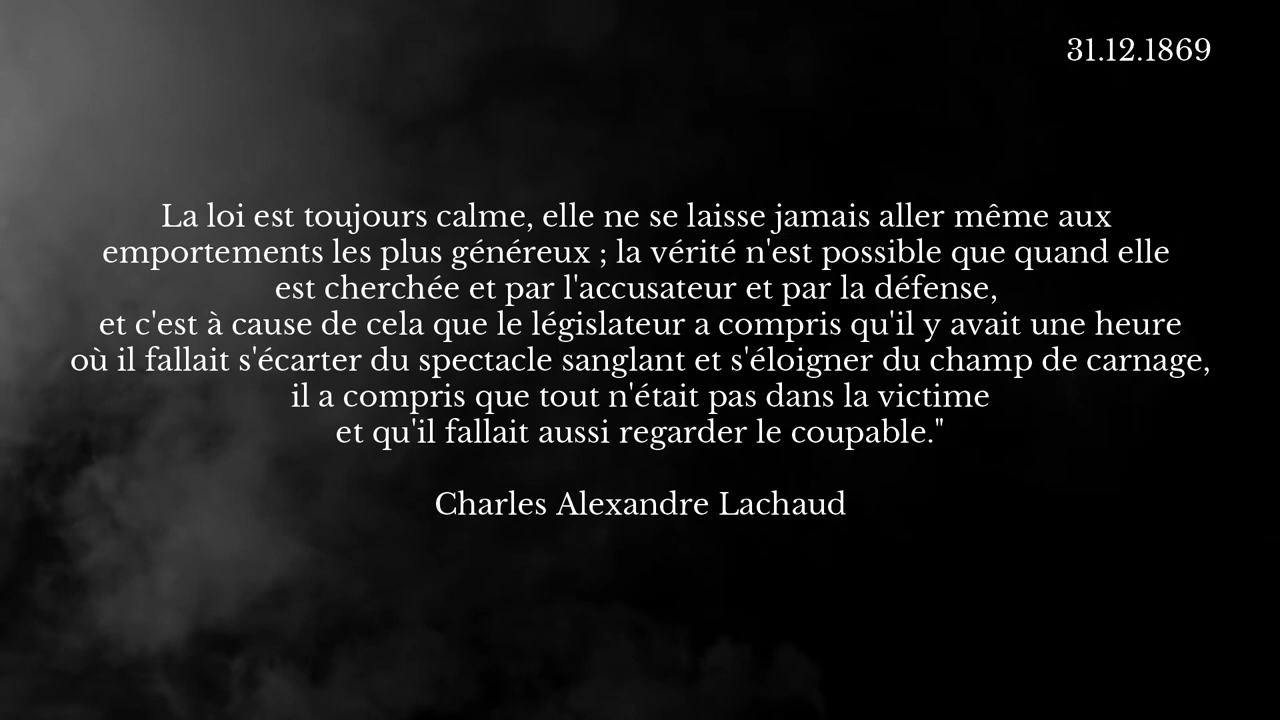 31.12.1869
La loi est toujours calme, elle ne se laisse jamais aller même aux
emportements les plus généreux ; la vérité n'est possible que quand elle
est cherchée et par l'accusateur et par la défense,
et c'est à cause de cela que le législateur a compris qu'il y avait une heure
où il fallait s'écarter du spectacle sanglant et s'éloigner du champ de carnage,
il a compris que tout n'était pas dans la victime
et qu'il fallait aussi regarder le coupable."
Charles Alexandre Lachaud